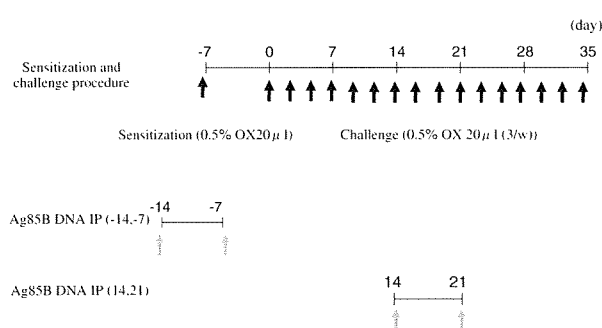 (day)
-7 0 7 14 21 28 35
Sensitization and
challenge procedure
Sensitization (0.5% OX20μl) Challenge (0.5% OX 20μl (3/w))
-14 -7
Ag85B DNA IP (-14,-7)
14 21
Ag85B DNA IP (14,21)